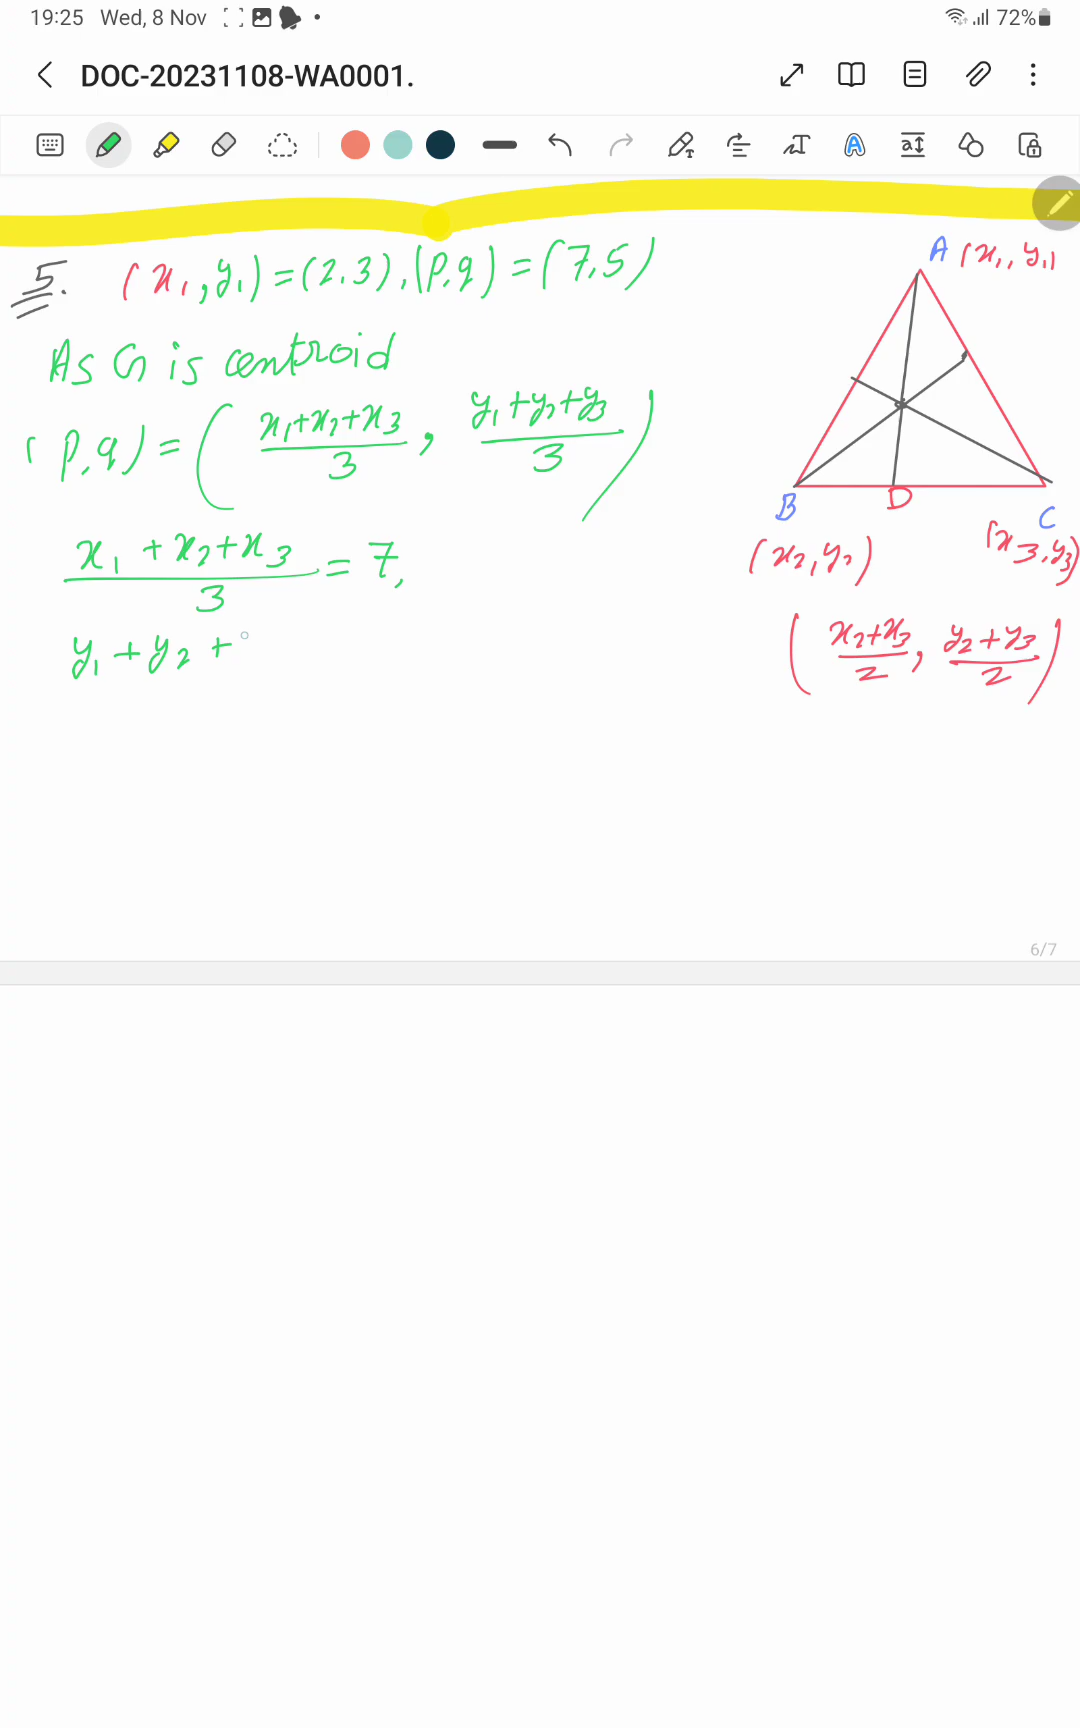 19:25 Wed, 8 Nov 72%
DOC-20231108-WA0001.
5. (x₁,y₁)=(2,3),(p,q)=(7,5)
As G is centroid
(p,q)=((x₁+x₂+x₃)/3, (y₁+y₂+y₃)/3)
(x₁+x₂+x₃)/3=7,
y₁+y₂+
A (x₁,y₁)
B D C
(x₂,y₂) (x₃,y₃)
((x₂+x₃)/2, (y₂+y₃)/2)
6/7